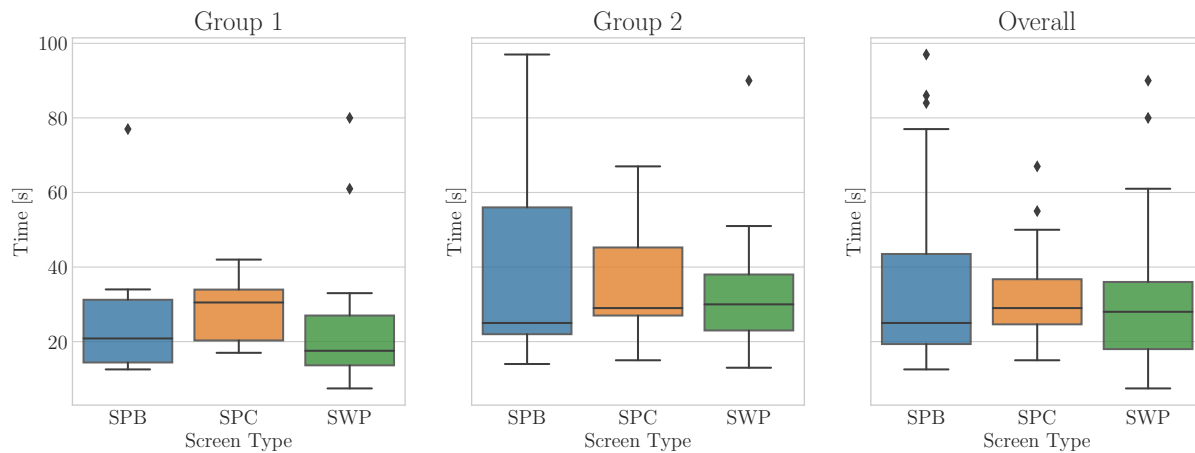 Group 1
Group 2
Overall
100
80
60
40
20
Time [s]
Time [s]
Time [s]
SPB SPC SWP
SPB SPC SWP
SPB SPC SWP
Screen Type
Screen Type
Screen Type